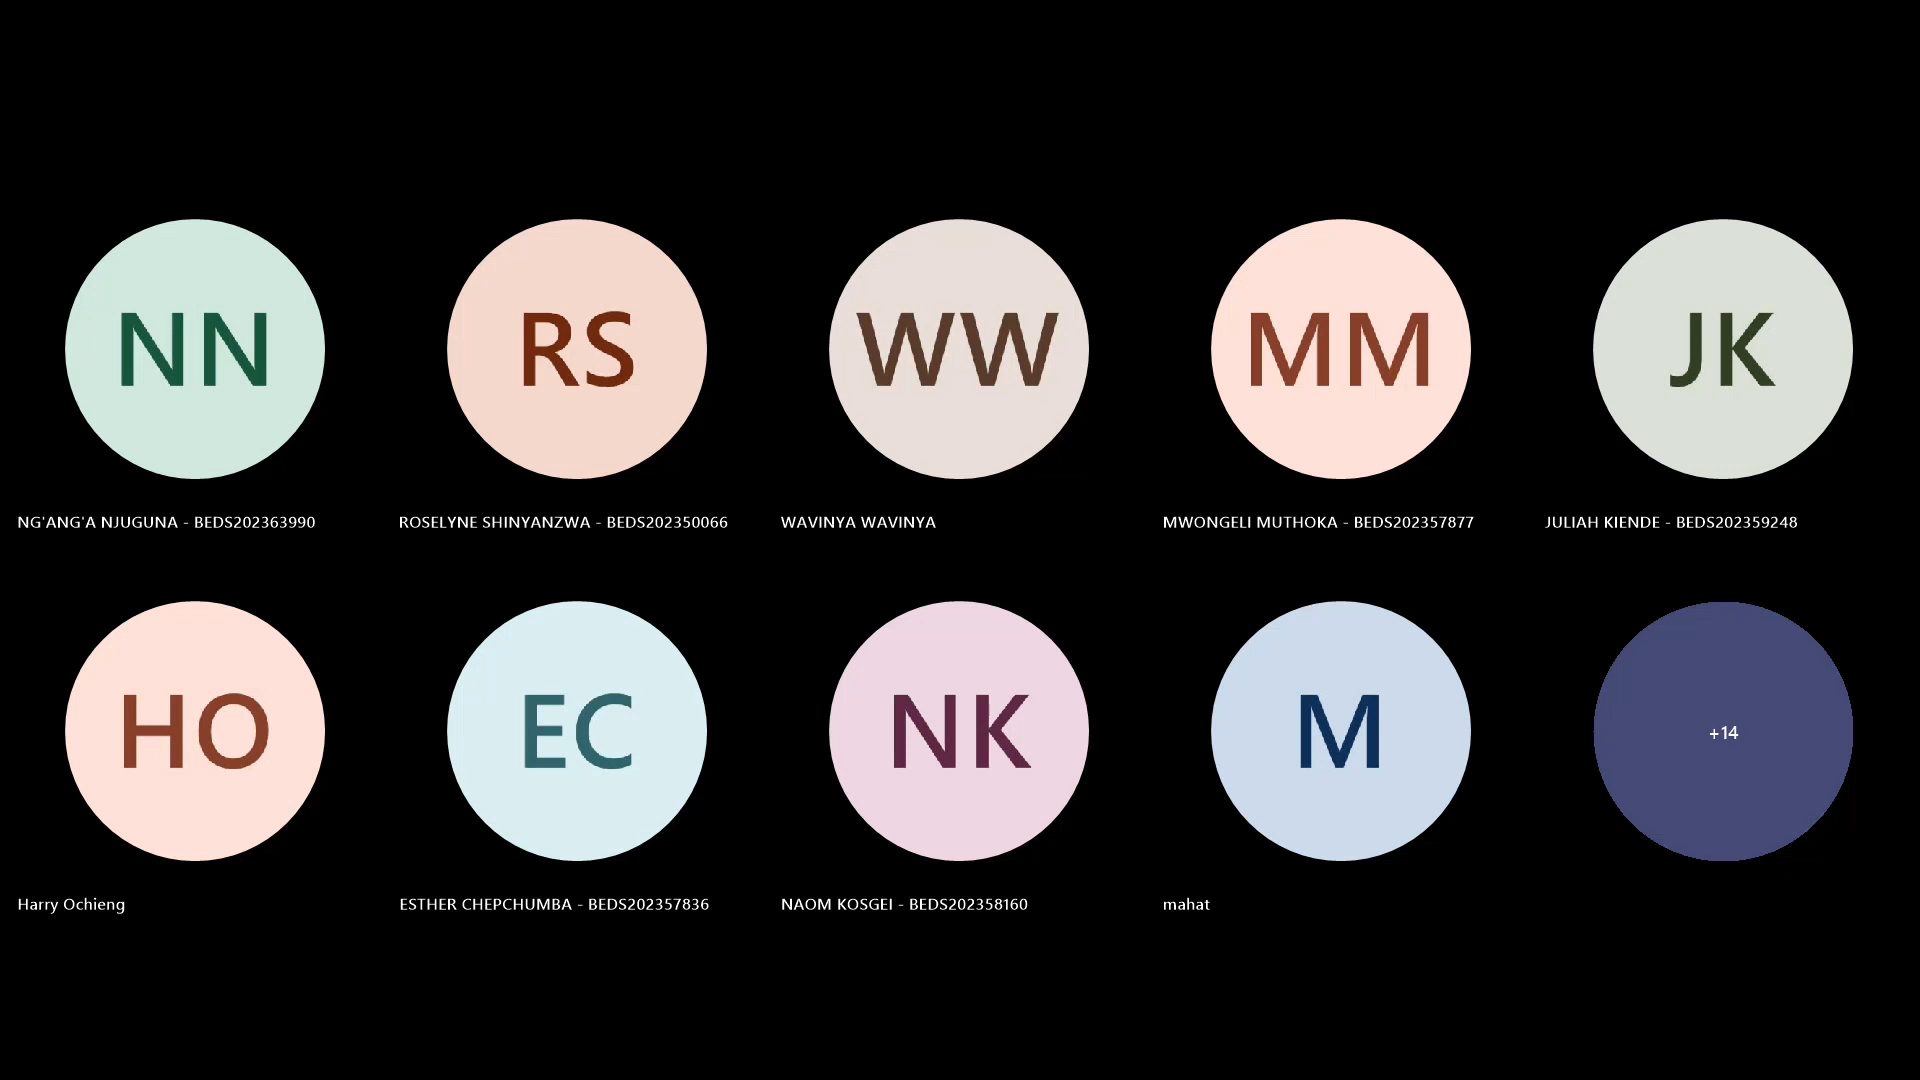 NN
RS
WW
MM
JK
NG'ANG'A NJUGUNA - BEDS202363990
ROSELYNE SHINYANZWA - BEDS202350066
WAVINYA WAVINYA
MWONGELI MUTHOKA - BEDS202357877
JULIAH KIENDE - BEDS202359248
HO
EC
NK
M
+14
Harry Ochieng
ESTHER CHEPCHUMBA - BEDS202357836
NAOM KOSGEI - BEDS202358160
mahat